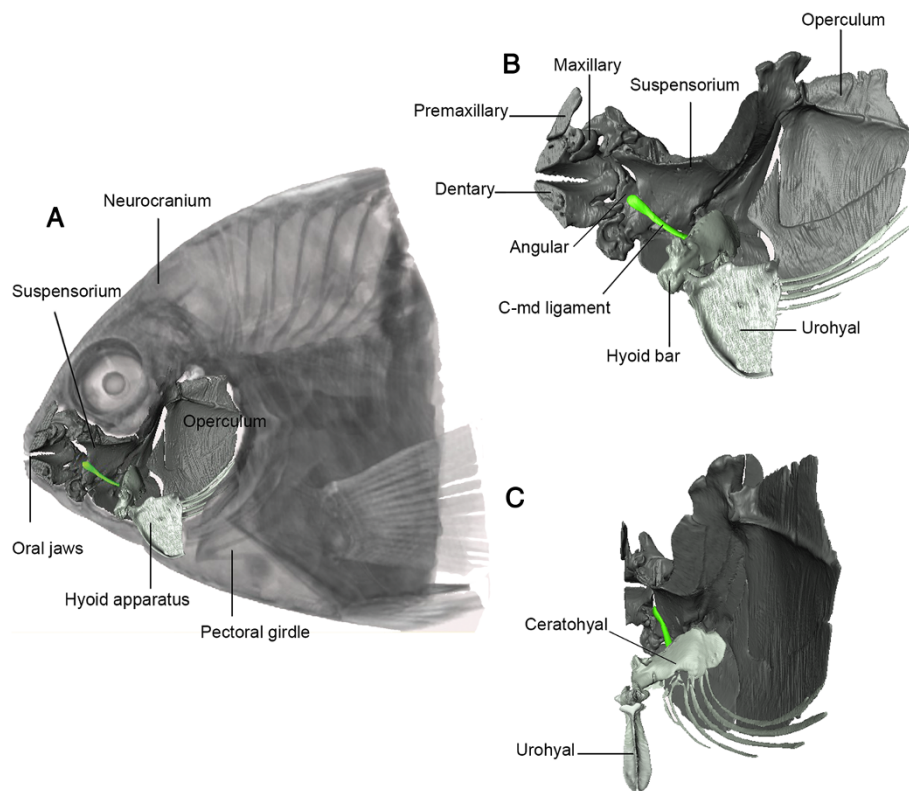 A
Neurocranium
Suspensorium
Operculum
Oral jaws
Hyoid apparatus
Pectoral girdle
B
Operculum
Maxillary
Suspensorium
Premaxillary
Dentary
Angular
C-md ligament
Urohyal
Hyoid bar
C
Ceratohyal
Urohyal